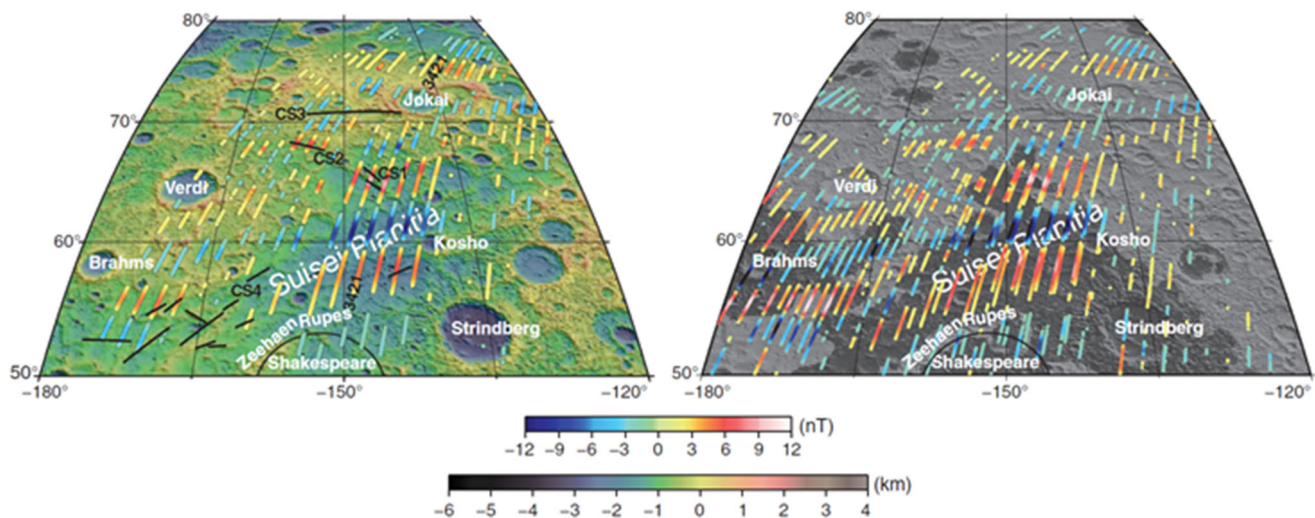 80°
3421
Jokai
CS3
70°
CS2
CS1
Verdi
60°
Suisei Planitia
Kosho
Brahms
CS4
3421
Zeehaen Rupes
Strindberg
Shakespeare
50°
-180° -150° -120°
80°
Jokai
70°
Verdi
60°
Suisei Planitia
Kosho
Brahms
Zeehaen Rupes
Strindberg
Shakespeare
50°
-180° -150° -120°
(nT)
-12 -9 -6 -3 0 3 6 9 12
(km)
-6 -5 -4 -3 -2 -1 0 1 2 3 4